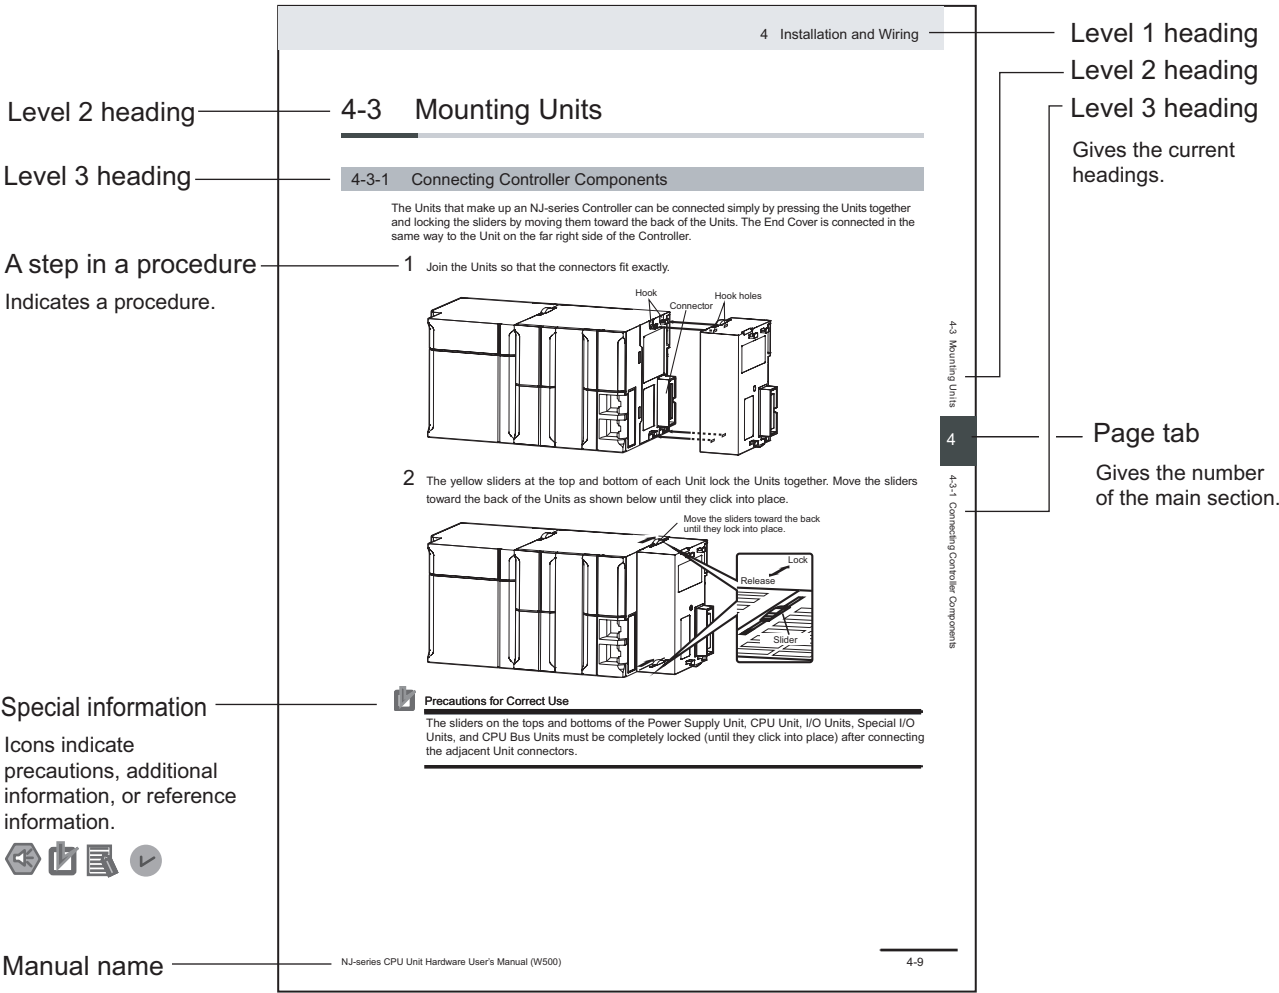 4 Installation and Wiring
Level 1 heading
Level 2 heading
Level 3 heading
Gives the current
headings.
Level 2 heading
4-3 Mounting Units
Level 3 heading
4-3-1 Connecting Controller Components
The Units that make up an NJ-series Controller can be connected simply by pressing the Units together
and locking the sliders by moving them toward the back of the Units. The End Cover is connected in the
same way to the Unit on the far right side of the Controller.
A step in a procedure
Indicates a procedure.
1 Join the Units so that the connectors fit exactly.
Hook
Connector
Hook holes
4-3 Mounting Units
4
Page tab
Gives the number
of the main section.
4-3-1 Connecting Controller Components
2 The yellow sliders at the top and bottom of each Unit lock the Units together. Move the sliders
toward the back of the Units as shown below until they click into place.
Move the sliders toward the back
until they lock into place.
Lock
Release
Slider
Special information
Icons indicate
precautions, additional
information, or reference
information.
Precautions for Correct Use
The sliders on the tops and bottoms of the Power Supply Unit, CPU Unit, I/O Units, Special I/O
Units, and CPU Bus Units must be completely locked (until they click into place) after connecting
the adjacent Unit connectors.
Manual name
NJ-series CPU Unit Hardware User's Manual (W500)
4-9